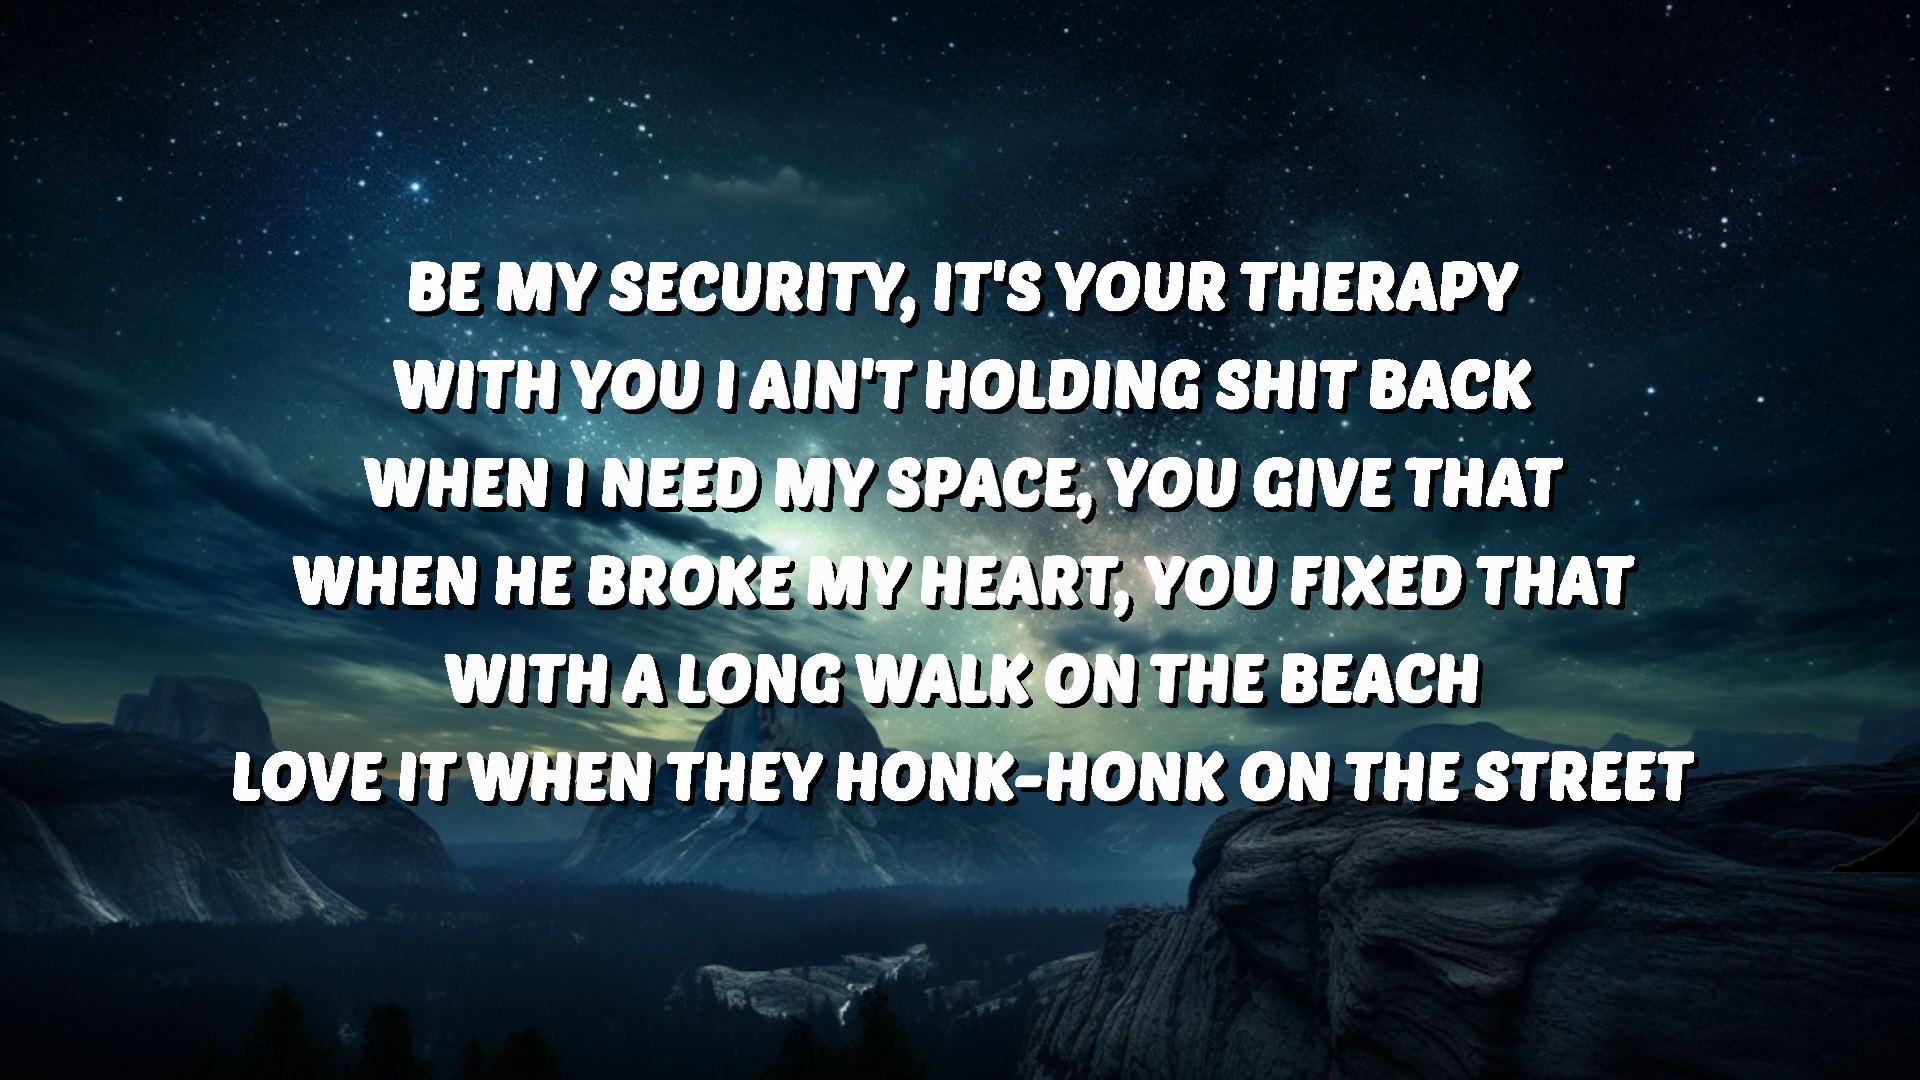 BE MY SECURITY, IT'S YOUR THERAPY
WITH YOU I AIN'T HOLDING SHIT BACK
WHEN I NEED MY SPACE, YOU GIVE THAT
WHEN HE BROKE MY HEART, YOU FIXED THAT
WITH A LONG WALK ON THE BEACH
LOVE IT WHEN THEY HONK-HONK ON THE STREET